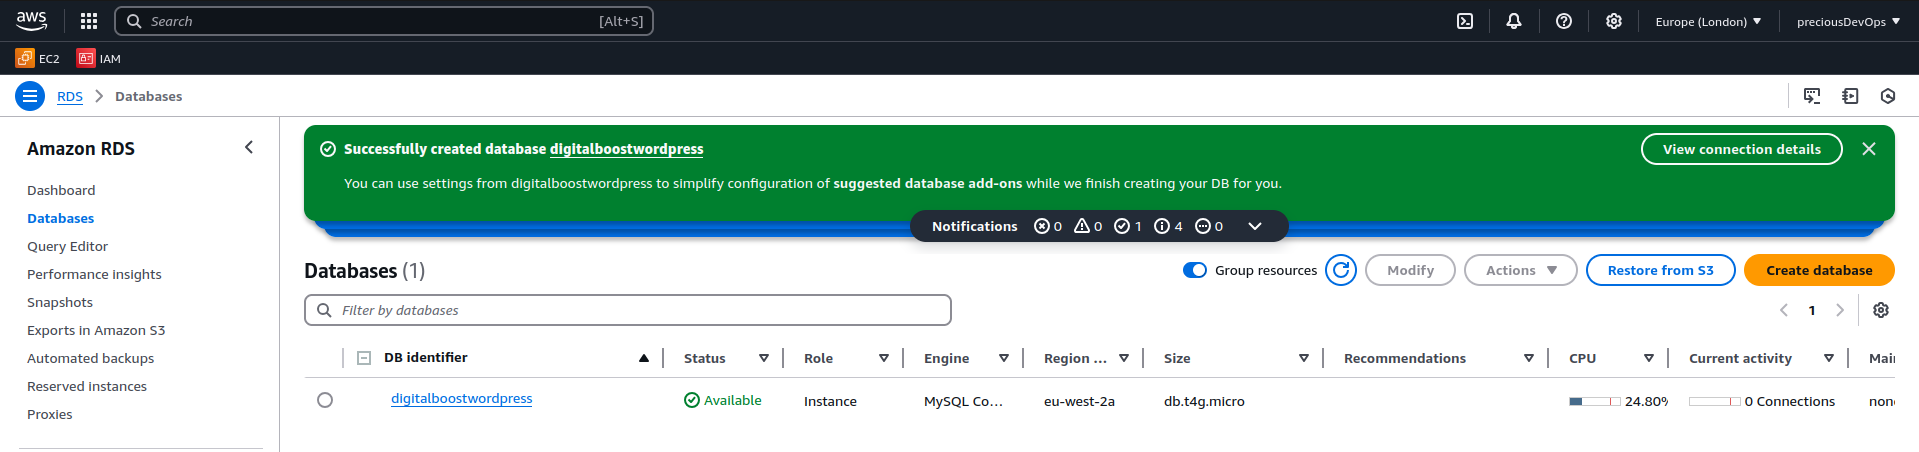 aws
Search [Alt+S]
Europe (London)
preciousDevOps
EC2
IAM
RDS > Databases
Amazon RDS
Dashboard
Databases
Query Editor
Performance insights
Snapshots
Exports in Amazon S3
Automated backups
Reserved instances
Proxies
Successfully created database digitalboostwordpress
View connection details
You can use settings from digitalboostwordpress to simplify configuration of suggested database add-ons while we finish creating your DB for you.
Notifications 0 0 1 4 0
Databases (1)
Group resources
Modify
Actions
Restore from S3
Create database
Filter by databases
1
DB identifier Status Role Engine Region ... Size Recommendations CPU Current activity Mai
digitalboostwordpress Available Instance MySQL Co... eu-west-2a db.t4g.micro 24.80% 0 Connections none